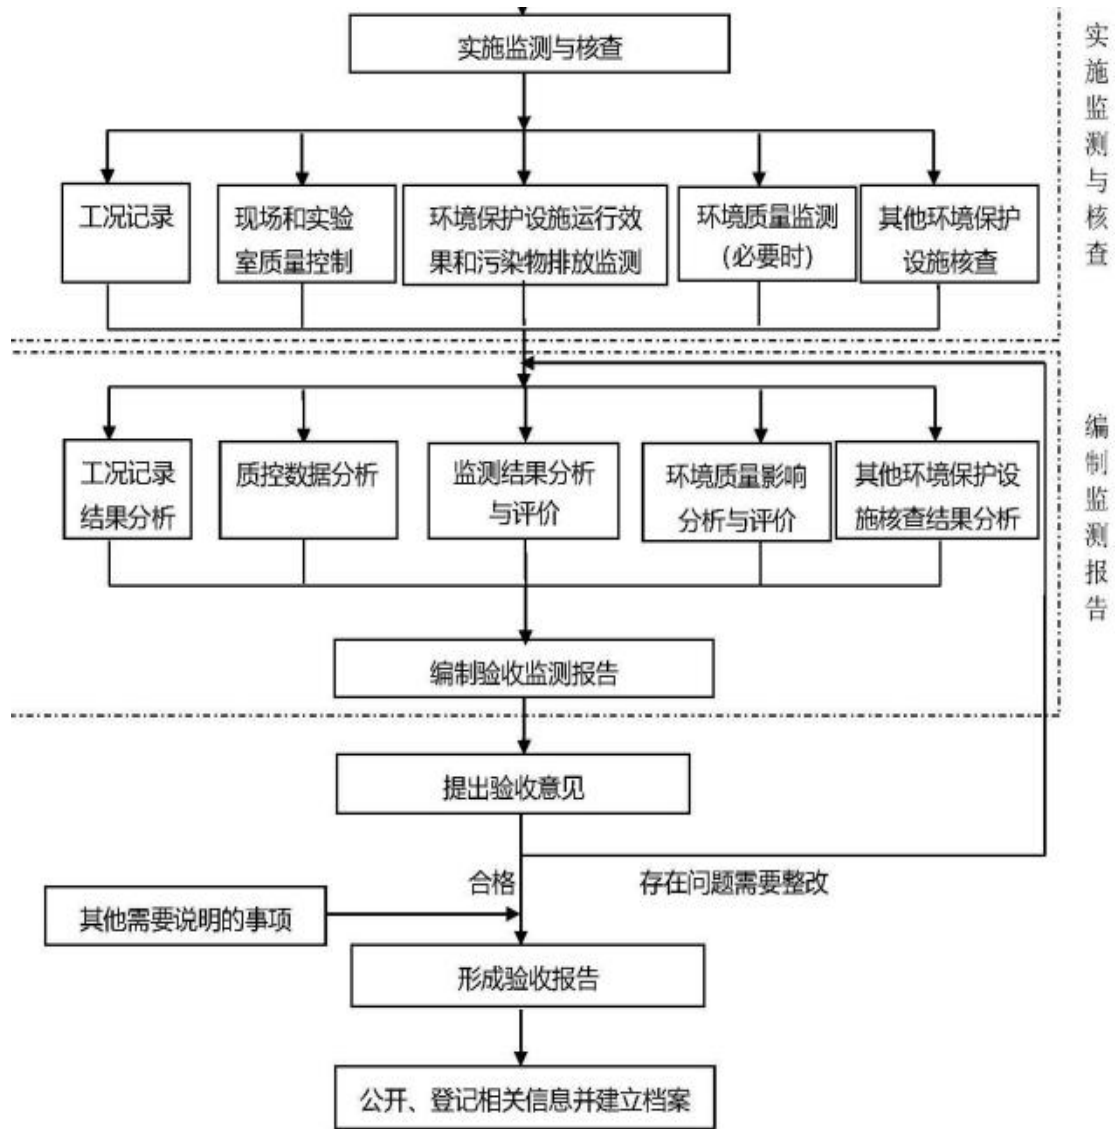 实施监测与核查
实施监测与核查
工况记录
现场和实验
室质量控制
环境保护设施运行效
果和污染物排放监测
环境质量监测
(必要时)
其他环境保护
设施核查
工况记录
结果分析
质控数据分析
监测结果分析
与评价
环境质量影响
分析与评价
其他环境保护设
施核查结果分析
编制监测报告
编制验收监测报告
提出验收意见
合格
存在问题需要整改
其他需要说明的事项
形成验收报告
公开、登记相关信息并建立档案